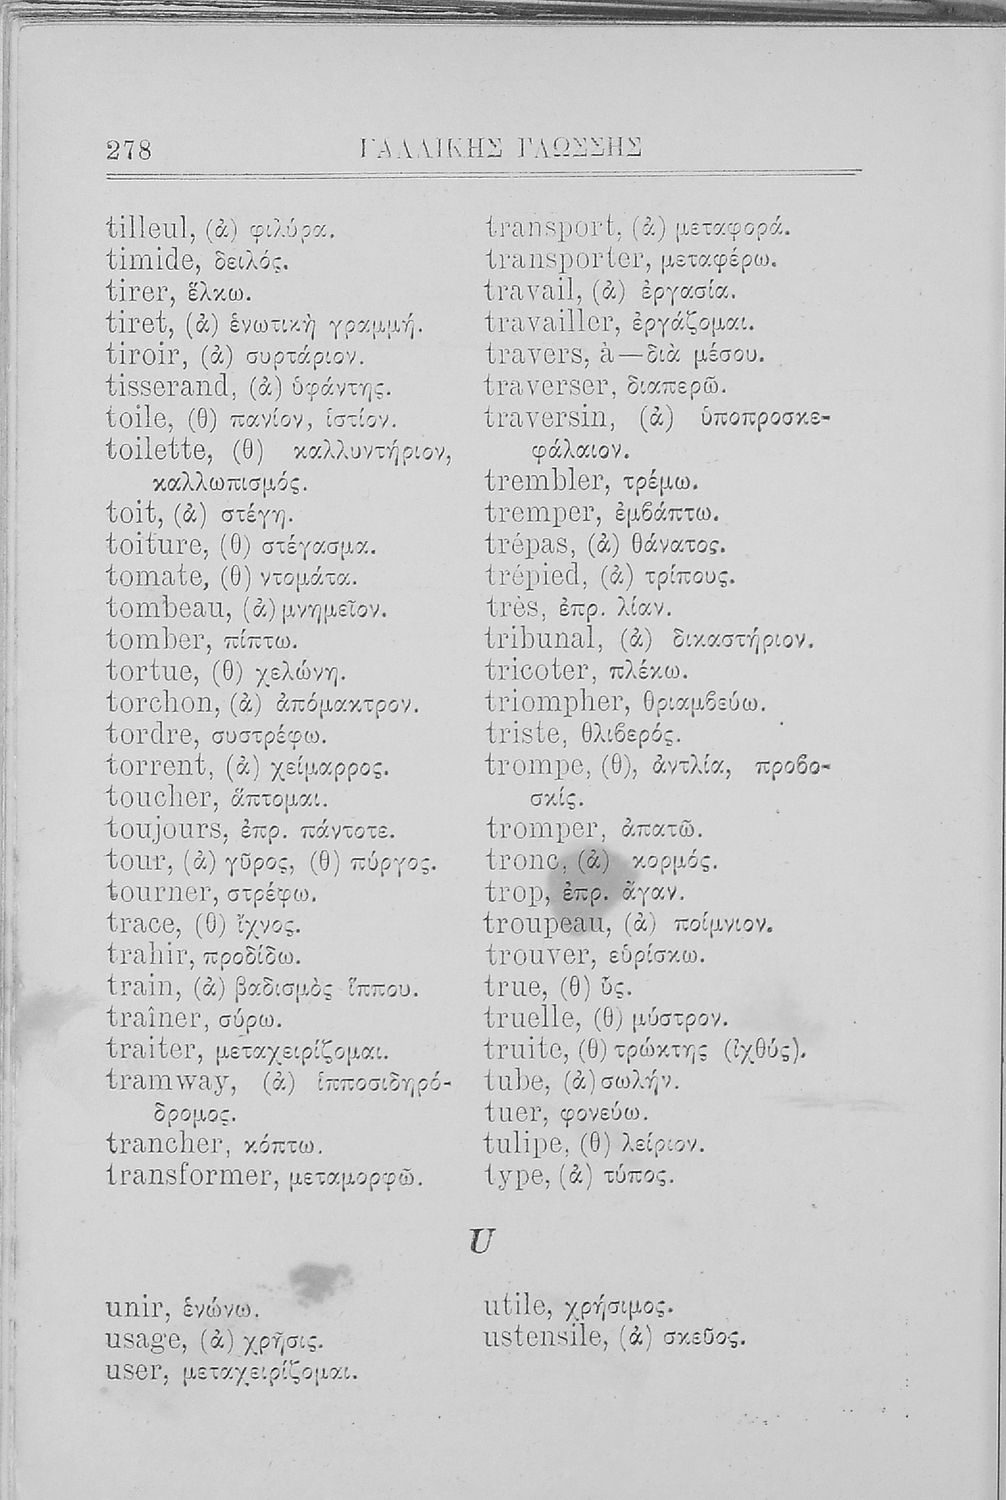 278 ΓΑΛΛΙΚΗΣ ΓΛΩΣΣΗΣ
tilleul, (ἀ) φιλύρα.
timide, δειλός.
tirer, ἕλκω.
tiret, (ἀ) ἑνωτικὴ γραμμή.
tiroir, (ἀ) συρτάριον.
tisserand, (ἀ) ὑφάντης.
toile, (θ) πανίον, ἱστίον.
toilette, (θ) καλλυντήριον,
καλλωπισμός.
toit, (ἀ) στέγη.
toiture, (θ) στέγασμα.
tomate, (θ) ντομάτα.
tombeau, (ἀ) μνημεῖον.
tomber, πίπτω.
tortue, (θ) χελώνη.
torchon, (ἀ) ἀπόμακτρον.
tordre, συστρέφω.
torrent, (ἀ) χείμαρρος.
toucher, ἅπτομαι.
toujours, ἐπρ. πάντοτε.
tour, (ἀ) γῦρος, (θ) πύργος.
tourner, στρέφω.
trace, (θ) ἴχνος.
trahir, προδίδω.
train, (ἀ) βαδισμὸς ἵππου.
traîner, σύρω.
traiter, μεταχειρίζομαι.
tramway, (ἀ) ἱπποσιδηρό-
δρομος.
trancher, κόπτω.
transformer, μεταμορφῶ.
transport, (ἀ) μεταφορά.
transporter, μεταφέρω.
travail, (ἀ) ἐργασία.
travailler, ἐργάζομαι.
travers, à—διὰ μέσου.
traverser, διαπερῶ.
traversin, (ἀ) ὑποπροσκε-
φάλαιον.
trembler, τρέμω.
tremper, ἐμϐάπτω.
trépas, (ἀ) θάνατος.
trépied, (ἀ) τρίπους.
très, ἐπρ. λίαν.
tribunal, (ἀ) δικαστήριον.
tricoter, πλέκω.
triompher, θριαμϐεύω.
triste, θλιϐερός.
trompe, (θ), ἀντλία, προϐο-
σκίς.
tromper, ἀπατῶ.
tronc, (ἀ) κορμός.
trop, ἐπρ. ἄγαν.
troupeau, (ἀ) ποίμνιον.
trouver, εὑρίσκω.
true, (θ) ὗς.
truelle, (θ) μύστρον.
truite, (θ) τρώκτης (ἰχθύς).
tube, (ἀ) σωλήν.
tuer, φονεύω.
tulipe, (θ) λείριον.
type, (ἀ) τύπος.
U
unir, ἑνώνω.
usage, (ἀ) χρῆσις.
user, μεταχειρίζομαι.
utile, χρήσιμος.
ustensile, (ἀ) σκεῦος.